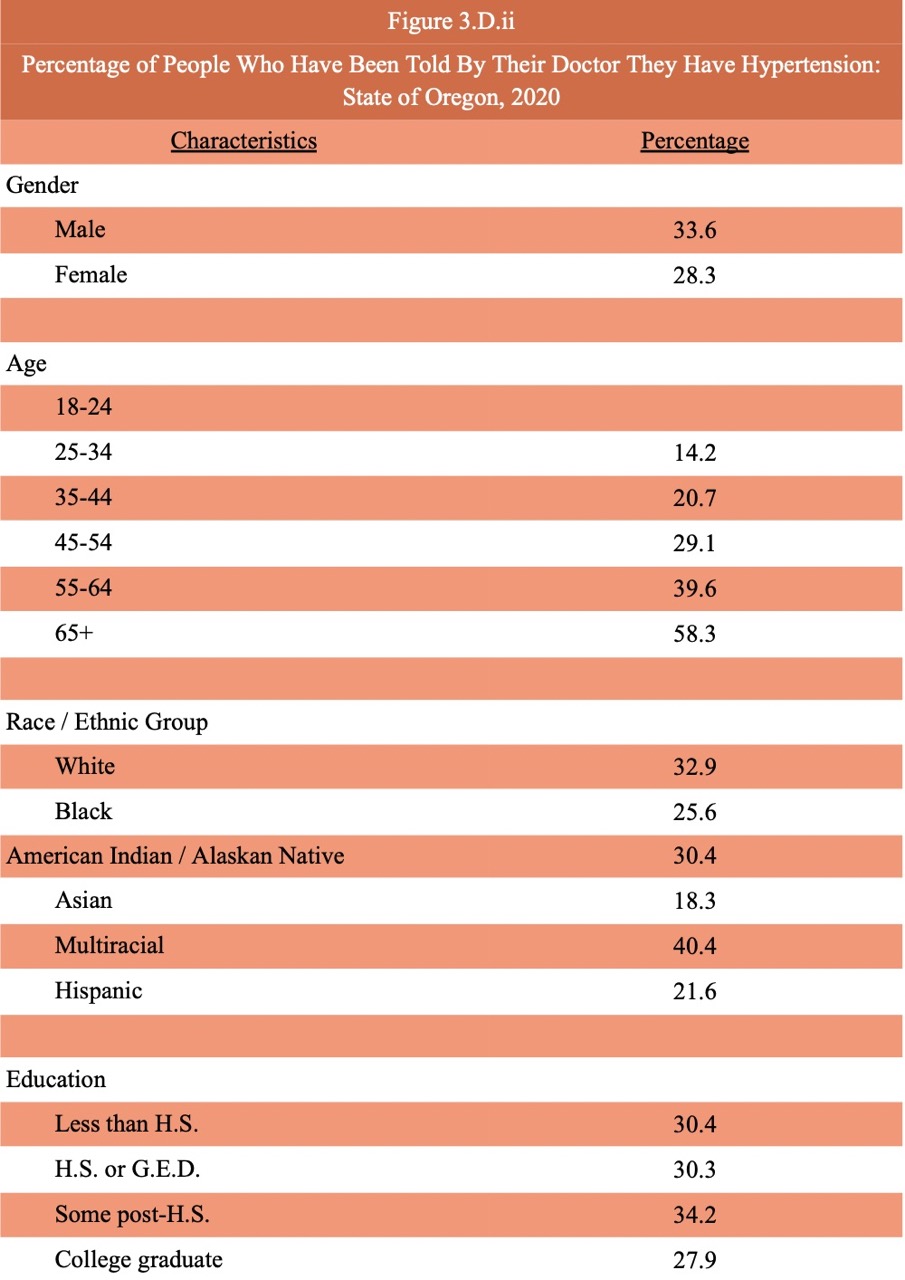 Figure 3.D.ii
Percentage of People Who Have Been Told By Their Doctor They Have Hypertension:
State of Oregon, 2020
Characteristics Percentage
Gender
Male 33.6
Female 28.3
Age
18-24
25-34 14.2
35-44 20.7
45-54 29.1
55-64 39.6
65+ 58.3
Race / Ethnic Group
White 32.9
Black 25.6
American Indian / Alaskan Native 30.4
Asian 18.3
Multiracial 40.4
Hispanic 21.6
Education
Less than H.S. 30.4
H.S. or G.E.D. 30.3
Some post-H.S. 34.2
College graduate 27.9